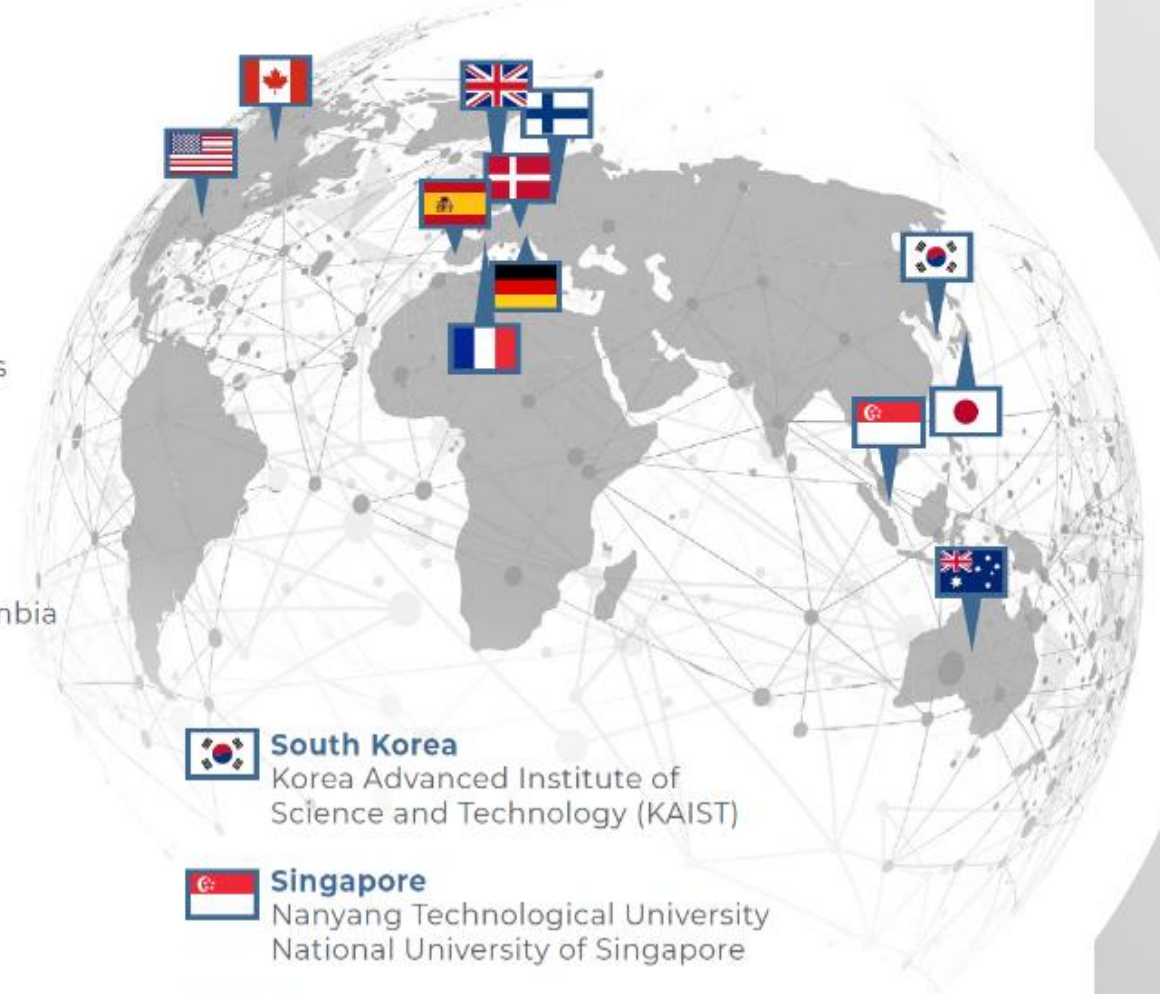 South Korea
Korea Advanced Institute of
Science and Technology (KAIST)
Singapore
Nanyang Technological University
National University of Singapore